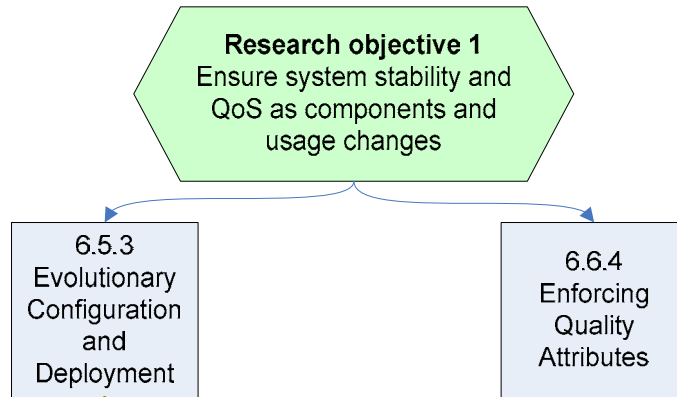 Research objective 1
Ensure system stability and
QoS as components and
usage changes
6.5.3
Evolutionary
Configuration
and
Deployment
6.6.4
Enforcing
Quality
Attributes